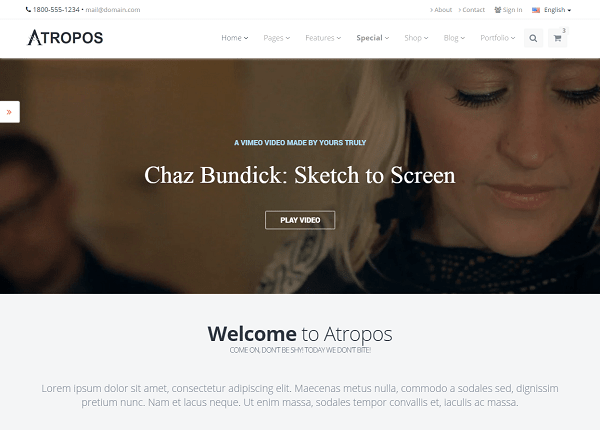 1800-555-1234 • mail@domain.com
About Contact Sign in English
ATROPOS
Home Pages Features Special Shop Blog Portfolio 3
A VIMEO VIDEO MADE BY YOURS TRULY
Chaz Bundick: Sketch to Screen
PLAY VIDEO
Welcome to Atropos
COME ON, DON'T BE SHY! TODAY WE DON'T BITE!
Lorem ipsum dolor sit amet, consectetur adipiscing elit. Maecenas metus nulla, commodo a sodales sed, dignissim
pretium nunc. Nam et lacus neque. Ut enim massa, sodales tempor convallis et, iaculis ac massa.